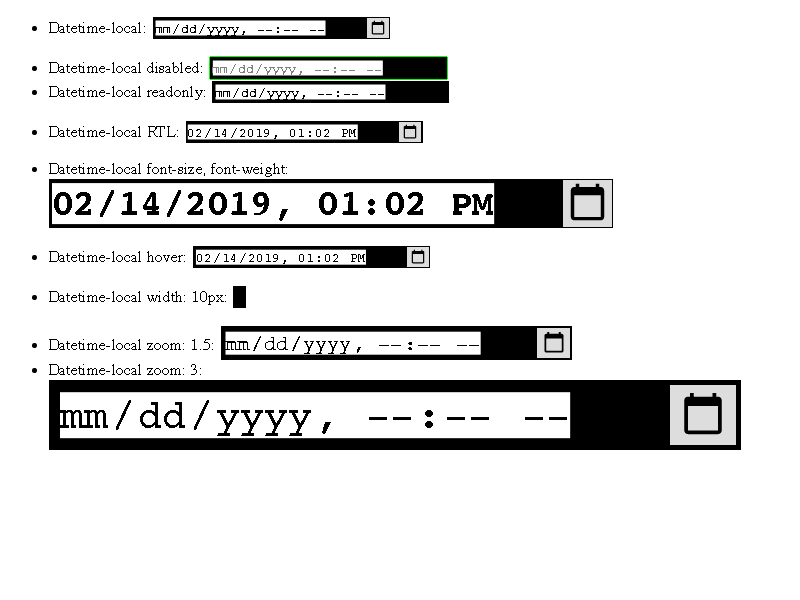 Datetime-local: mm/dd/yyyy, --:-- --
Datetime-local disabled: mm/dd/yyyy, --:-- --
Datetime-local readonly: mm/dd/yyyy, --:-- --
Datetime-local RTL: 02/14/2019, 01:02 PM
Datetime-local font-size, font-weight:
02/14/2019, 01:02 PM
Datetime-local hover: 02/14/2019, 01:02 PM
Datetime-local width: 10px:
Datetime-local zoom: 1.5: mm/dd/yyyy, --:-- --
Datetime-local zoom: 3:
mm/dd/yyyy, --:-- --